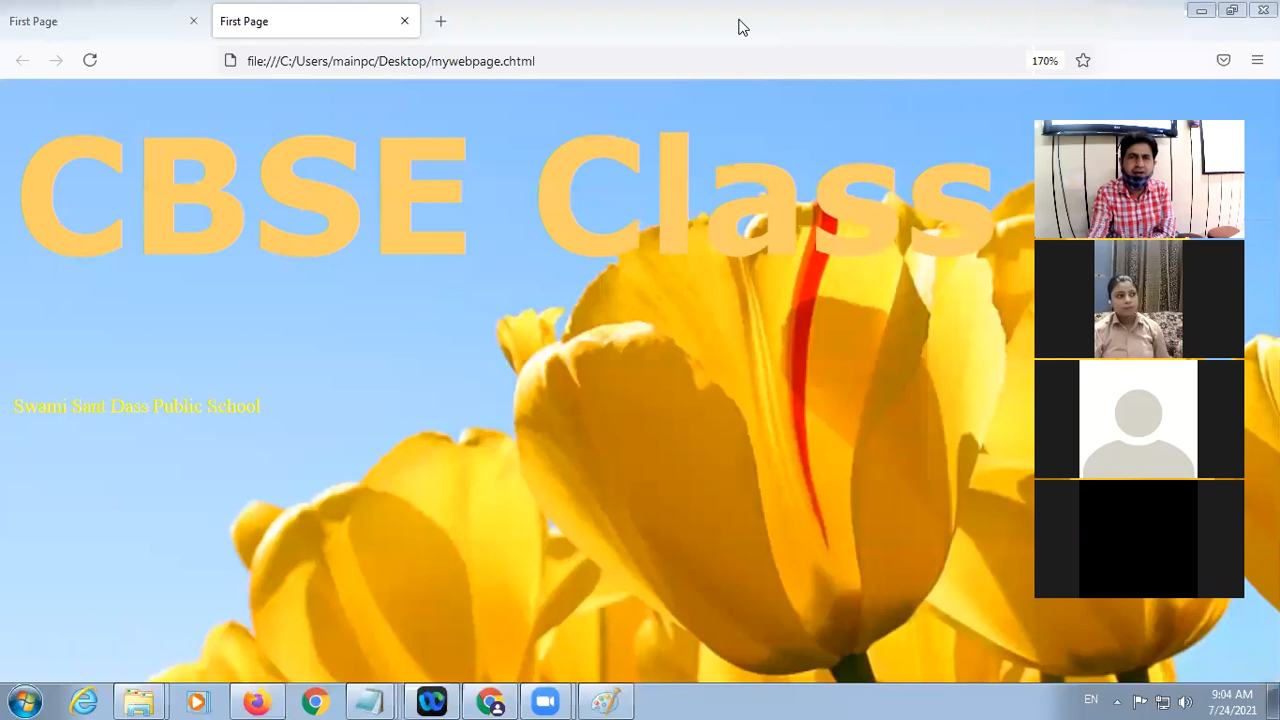 First Page
First Page
file:///C:/Users/mainpc/Desktop/mywebpage.chtml
170%
CBSE Class
Swami Sant Dass Public School
EN
9:04 AM
7/24/2021